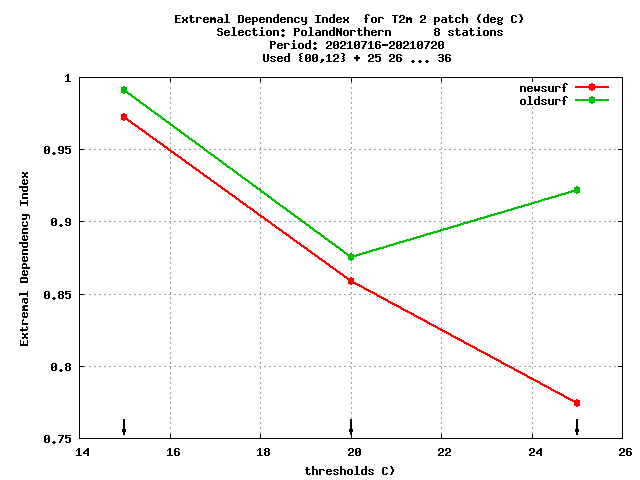 Extremal Dependency Index  for T2m 2 patch (deg C)
Selection: PolandNorthern      8 stations
Period: 20210716-20210720
Used {00,12} + 25 26 ... 36
newsurf
oldsurf
1
0.95
0.9
0.85
0.8
0.75
Extremal Dependency Index
14 16 18 20 22 24 26
thresholds C)